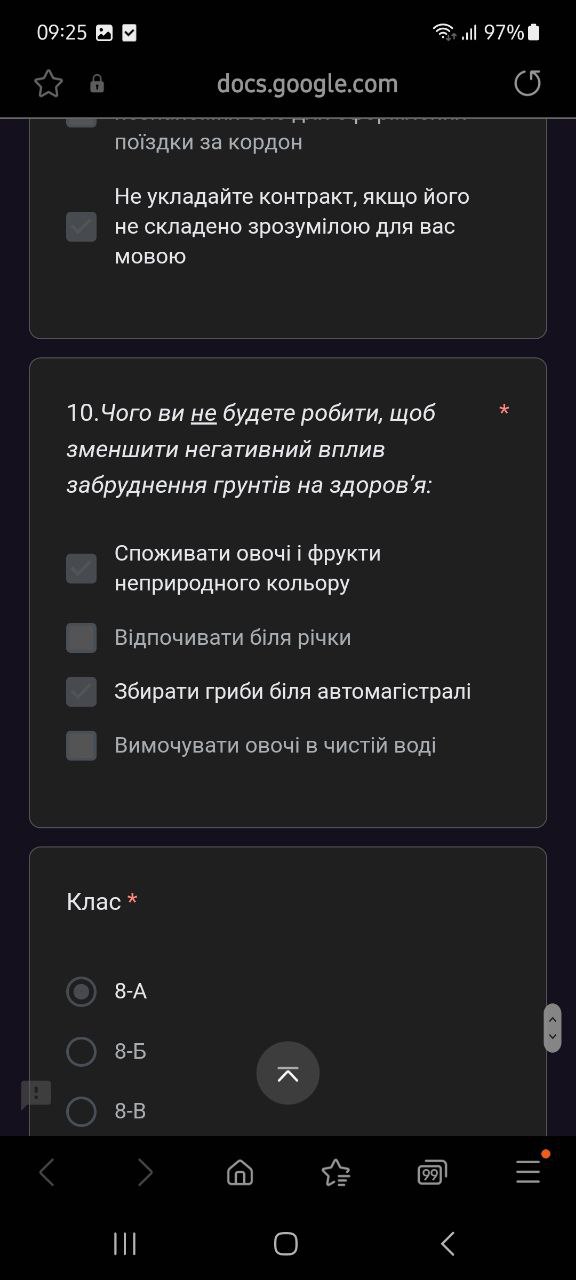 09:25
97%
docs.google.com
поїздки за кордон
Не укладайте контракт, якщо його
не складено зрозумілою для вас
мовою
10.Чого ви не будете робити, щоб *
зменшити негативний вплив
забруднення грунтів на здоров’я:
Споживати овочі і фрукти
неприродного кольору
Відпочивати біля річки
Збирати гриби біля автомагістралі
Вимочувати овочі в чистій воді
Клас *
8-А
8-Б
8-В
99